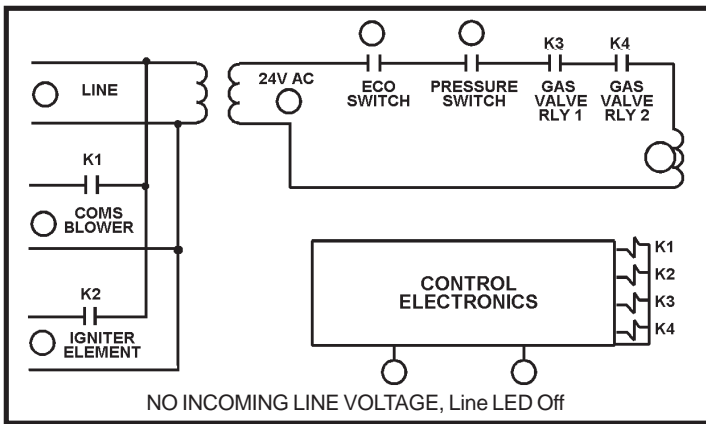 LINE
24V AC
ECO
SWITCH
PRESSURE
SWITCH
K3
GAS
VALVE
RLY 1
K4
GAS
VALVE
RLY 2
K1
COMS
BLOWER
K2
IGNITER
ELEMENT
CONTROL
ELECTRONICS
K1
K2
K3
K4
NO INCOMING LINE VOLTAGE, Line LED Off